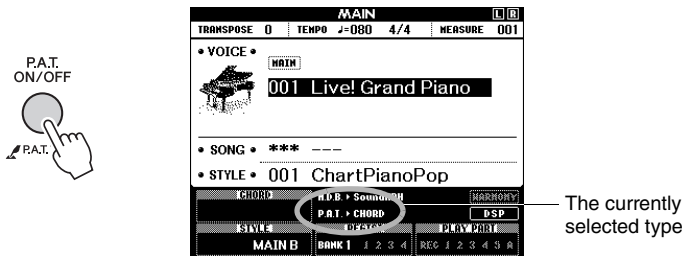 P.A.T.
ON/OFF
P.A.T.
MAIN
L R
TRANSPOSE 0 TEMPO ♩=080 4/4 MEASURE 001
VOICE
MAIN
001 Live! Grand Piano
SONG *** ---
STYLE 001 ChartPianoPop
CHORD
HARMONY
P.A.T. ▸ CHORD
DSP
STYLE
PLAY PART
MAIN B
BANK 1 1 2 3 4
REC 1 2 3 4 5 A
The currently
selected type